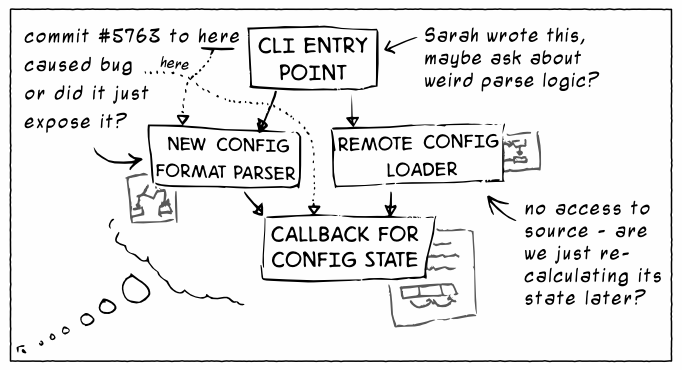 commit #5763 to here
caused bug
or did it just
expose it?
here
CLI ENTRY
POINT
Sarah wrote this,
maybe ask about
weird parse logic?
NEW CONFIG
FORMAT PARSER
REMOTE CONFIG
LOADER
CALLBACK FOR
CONFIG STATE
no access to
source - are
we just re-
calculating its
state later?